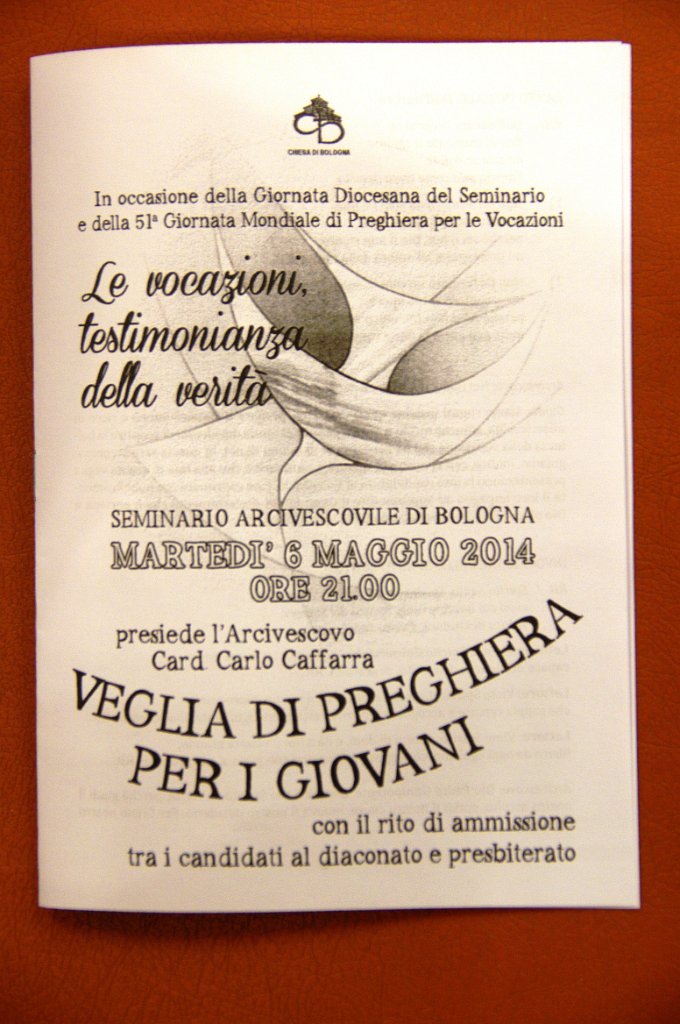 CHIESA DI BOLOGNA
In occasione della Giornata Diocesana del Seminario
e della 51ª Giornata Mondiale di Preghiera per le Vocazioni
Le vocazioni,
testimonianza
della verità
SEMINARIO ARCIVESCOVILE DI BOLOGNA
MARTEDI' 6 MAGGIO 2014
ORE 21.00
presiede l'Arcivescovo
Card. Carlo Caffarra
VEGLIA DI PREGHIERA
PER I GIOVANI
con il rito di ammissione
tra i candidati al diaconato e presbiterato